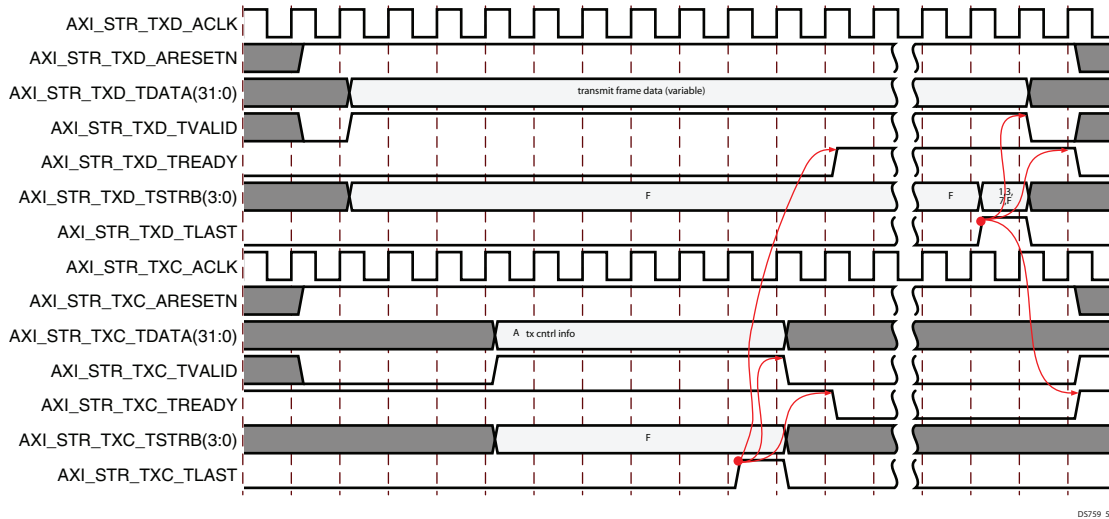 AXI_STR_TXD_ACLK
AXI_STR_TXD_ARESETN
AXI_STR_TXD_TDATA(31:0) transmit frame data (variable)
AXI_STR_TXD_TVALID
AXI_STR_TXD_TREADY
AXI_STR_TXD_TSTRB(3:0) F F 1,3,
7,F
AXI_STR_TXD_TLAST
AXI_STR_TXC_ACLK
AXI_STR_TXC_ARESETN
AXI_STR_TXC_TDATA(31:0) A tx cntrl info
AXI_STR_TXC_TVALID
AXI_STR_TXC_TREADY
AXI_STR_TXC_TSTRB(3:0) F
AXI_STR_TXC_TLAST
DS759_5